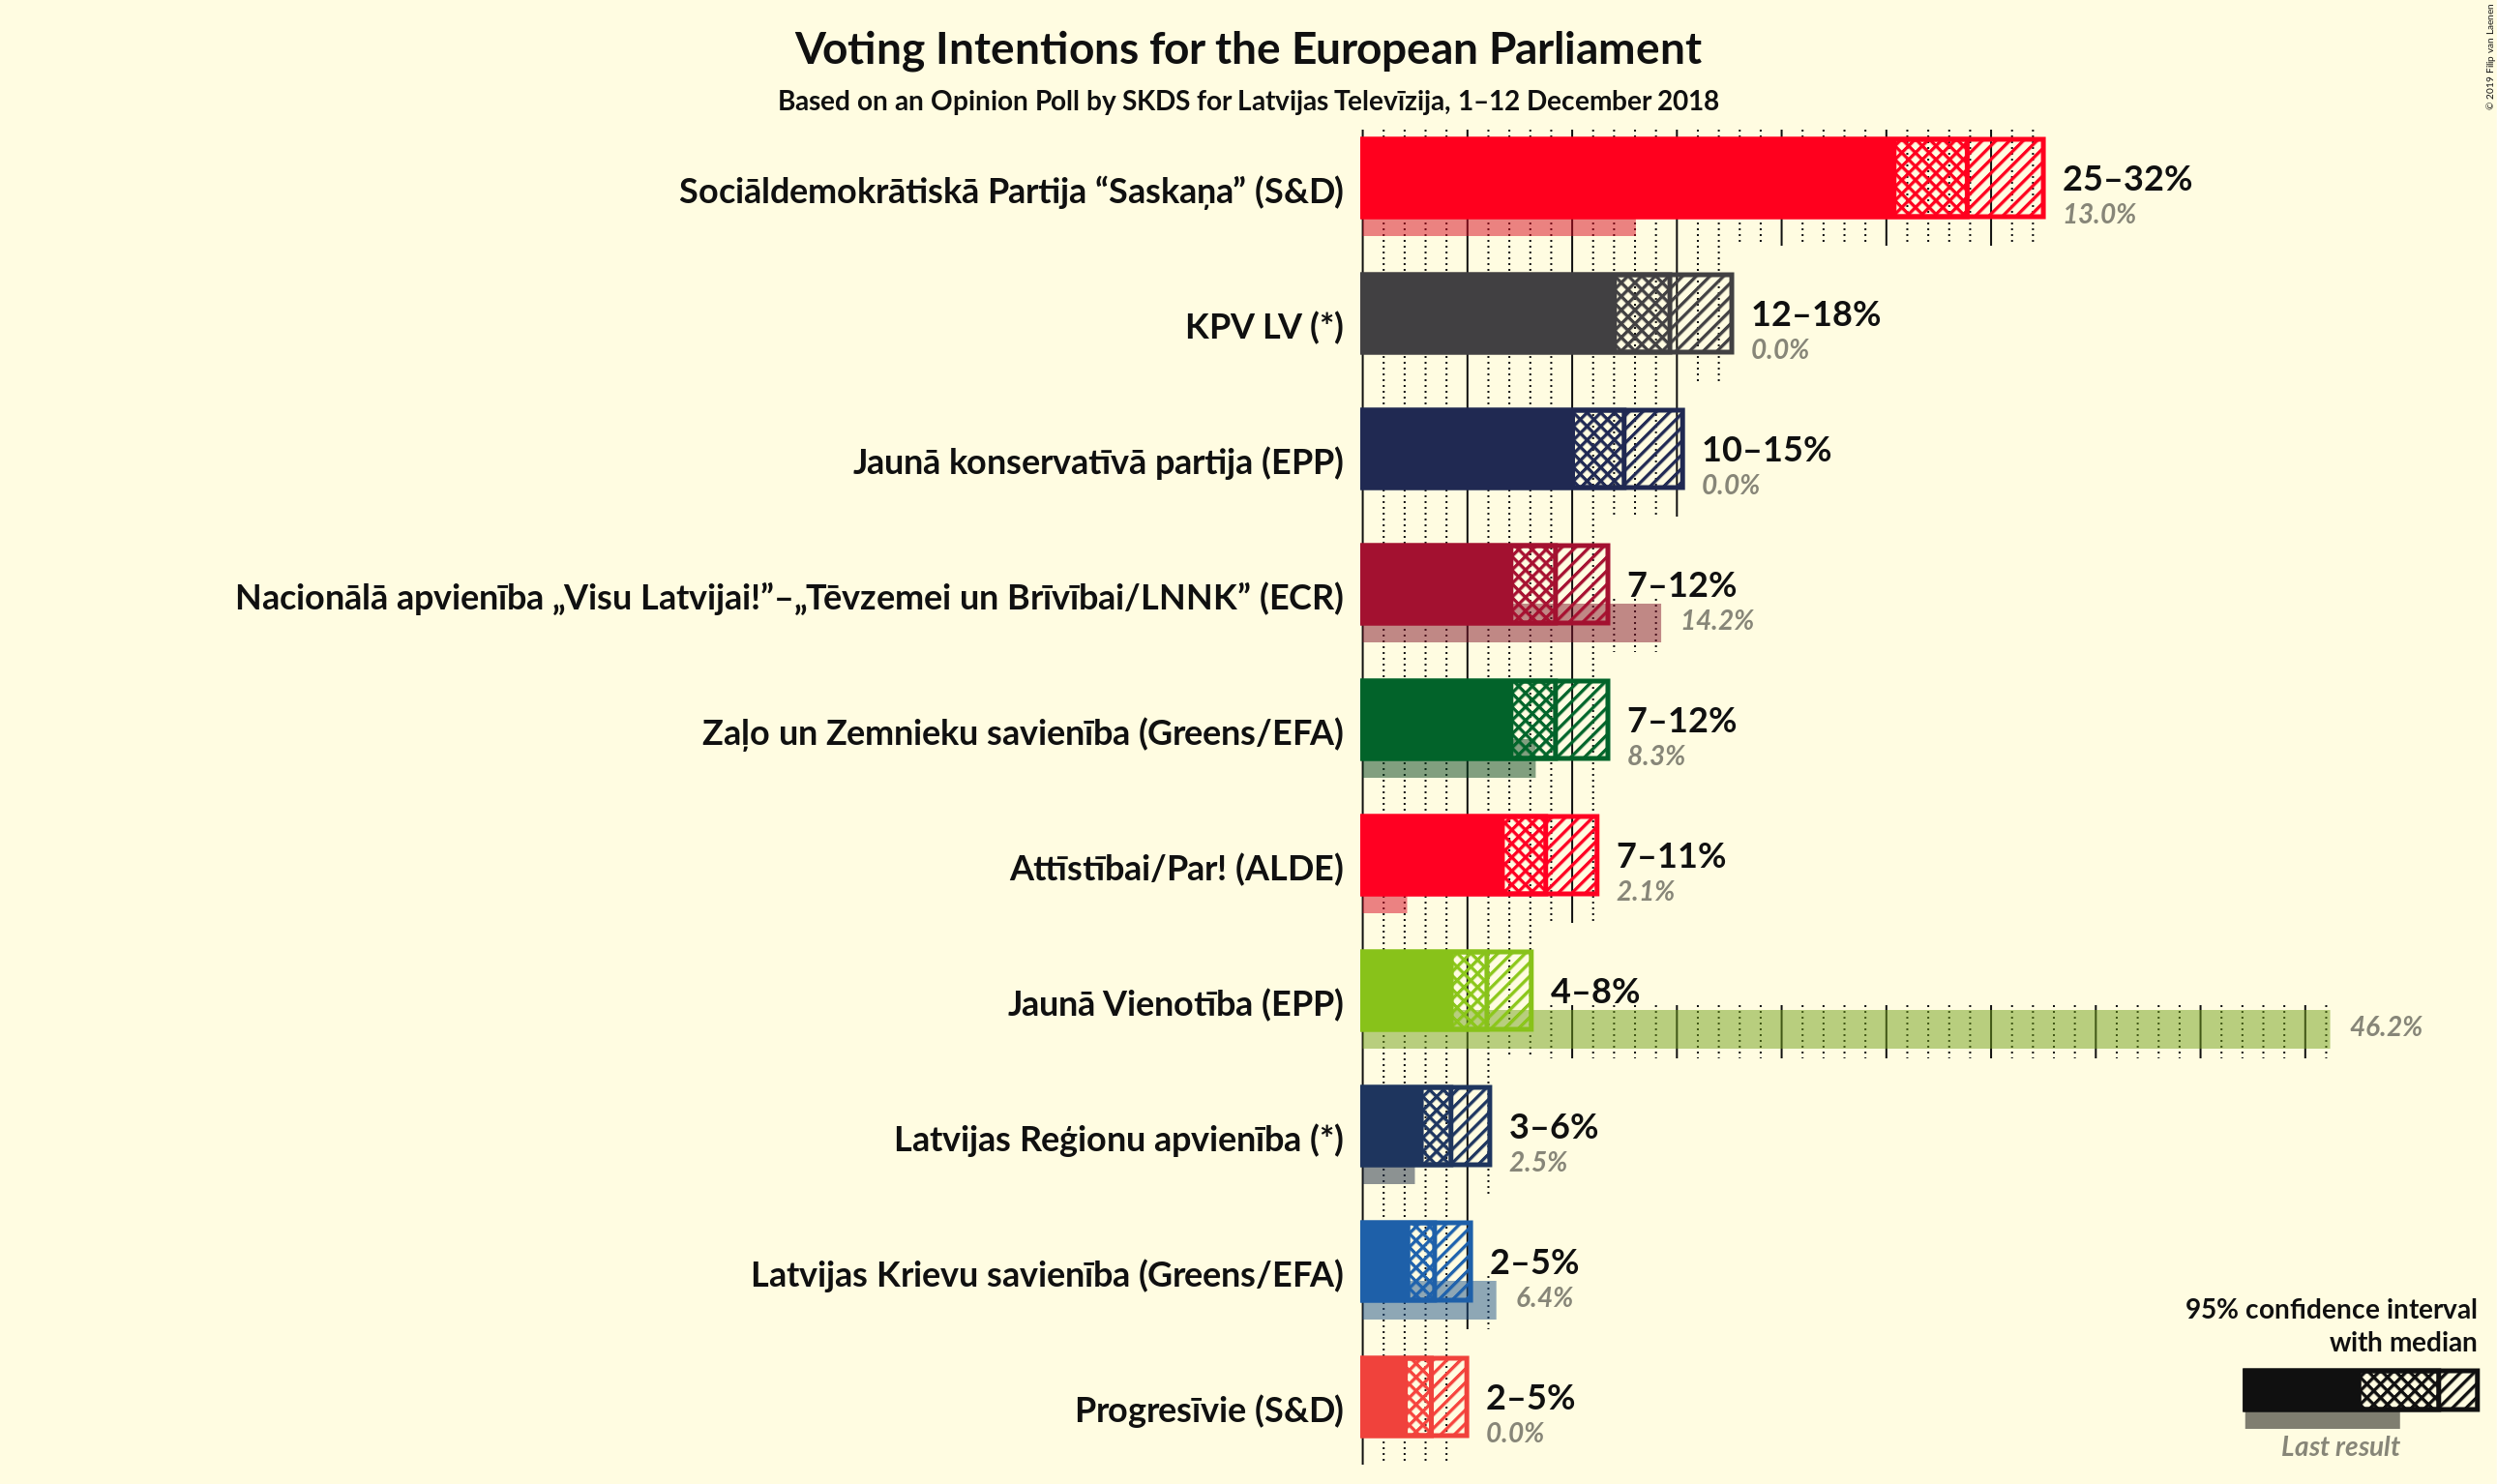 Voting Intentions for the European Parliament
Based on an Opinion Poll by SKDS for Latvijas Televīzija, 1–12 December 2018
© 2019 Filip van Laenen
Sociāldemokrātiskā Partija “Saskaņa” (S&D)
25–32%
13.0%
KPV LV (*)
12–18%
0.0%
Jaunā konservatīvā partija (EPP)
10–15%
0.0%
Nacionālā apvienība „Visu Latvijai!”–„Tēvzemei un Brīvībai/LNNK” (ECR)
7–12%
14.2%
Zaļo un Zemnieku savienība (Greens/EFA)
7–12%
8.3%
Attīstībai/Par! (ALDE)
7–11%
2.1%
Jaunā Vienotība (EPP)
4–8%
46.2%
Latvijas Reģionu apvienība (*)
3–6%
2.5%
Latvijas Krievu savienība (Greens/EFA)
2–5%
6.4%
Progresīvie (S&D)
2–5%
0.0%
95% confidence interval
with median
Last result